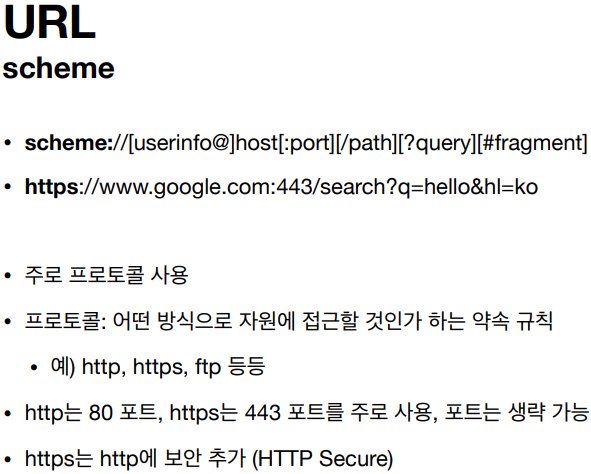 URL
scheme
• scheme://[userinfo@]host[:port][/path][?query][#fragment]
• https://www.google.com:443/search?q=hello&hl=ko
• 주로 프로토콜 사용
• 프로토콜: 어떤 방식으로 자원에 접근할 것인가 하는 약속 규칙
• 예) http, https, ftp 등등
• http는 80 포트, https는 443 포트를 주로 사용, 포트는 생략 가능
• https는 http에 보안 추가 (HTTP Secure)